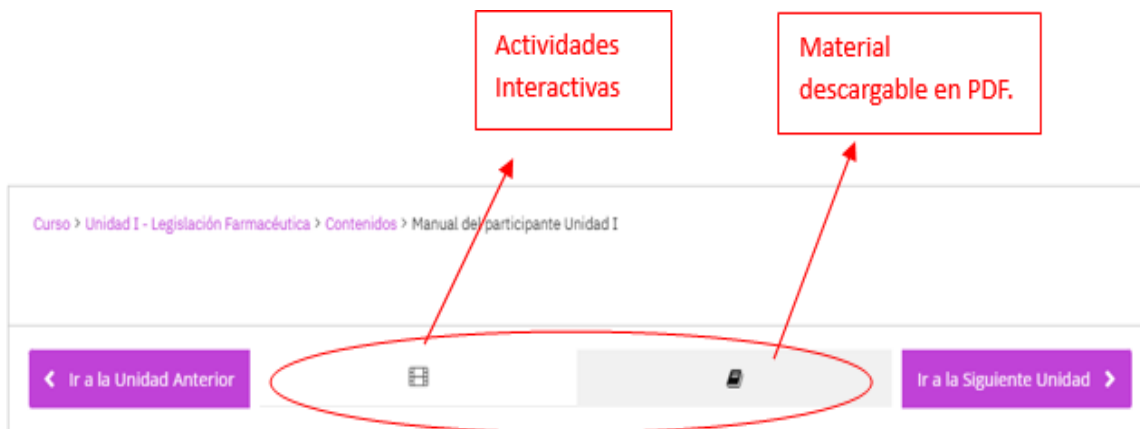 Actividades
Interactivas
Material
descargable en PDF.
Curso > Unidad I - Legislación Farmacéutica > Contenidos > Manual del participante Unidad I
Ir a la Unidad Anterior
Ir a la Siguiente Unidad